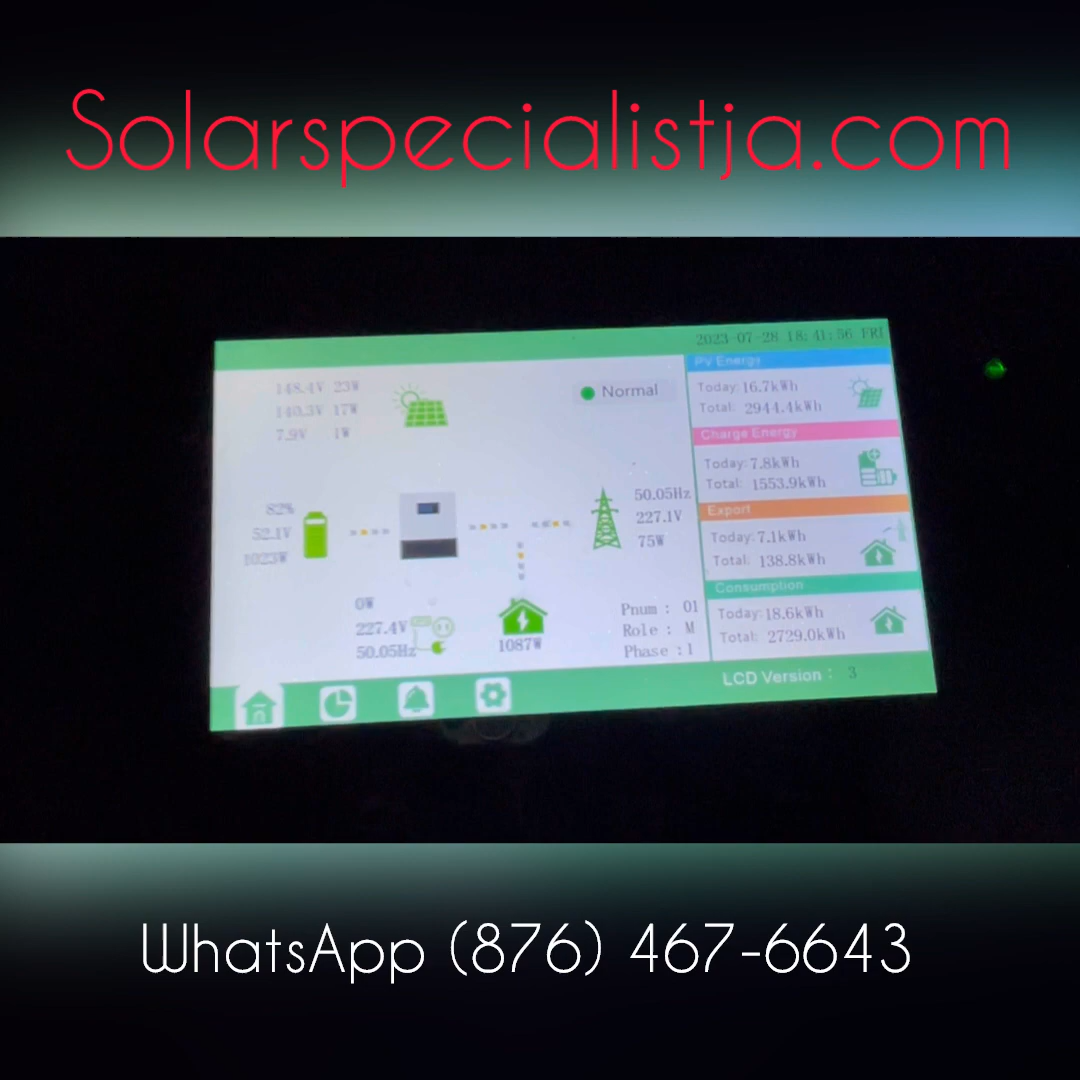 Solarspecialistja.com
2023-07-28 18:41:56 FRI
148.4V 23W
140.3V 17W
7.9V 1W
Normal
PV Energy
Today: 16.7kWh
Total: 2944.4kWh
Charge Energy
Today: 7.8kWh
Total: 1553.9kWh
82%
52.1V
1023W
50.05Hz
227.1V
75W
Export
Today: 7.1kWh
Total: 138.8kWh
0W
227.4V
50.05Hz
1087W
Pnum : 01
Role : M
Phase : 1
Consumption
Today: 18.6kWh
Total: 2729.0kWh
LCD Version : 3
WhatsApp (876) 467-6643